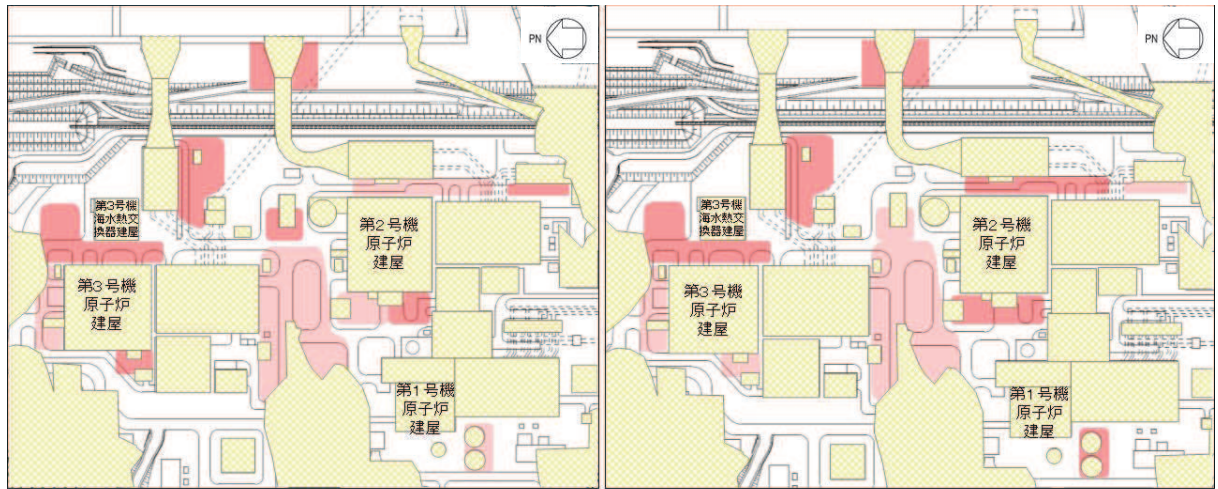 PN
第3号機
海水熱交
換器建屋
第2号機
原子炉
建屋
第3号機
原子炉
建屋
第1号機
原子炉
建屋
PN
第3号機
海水熱交
換器建屋
第2号機
原子炉
建屋
第3号機
原子炉
建屋
第1号機
原子炉
建屋